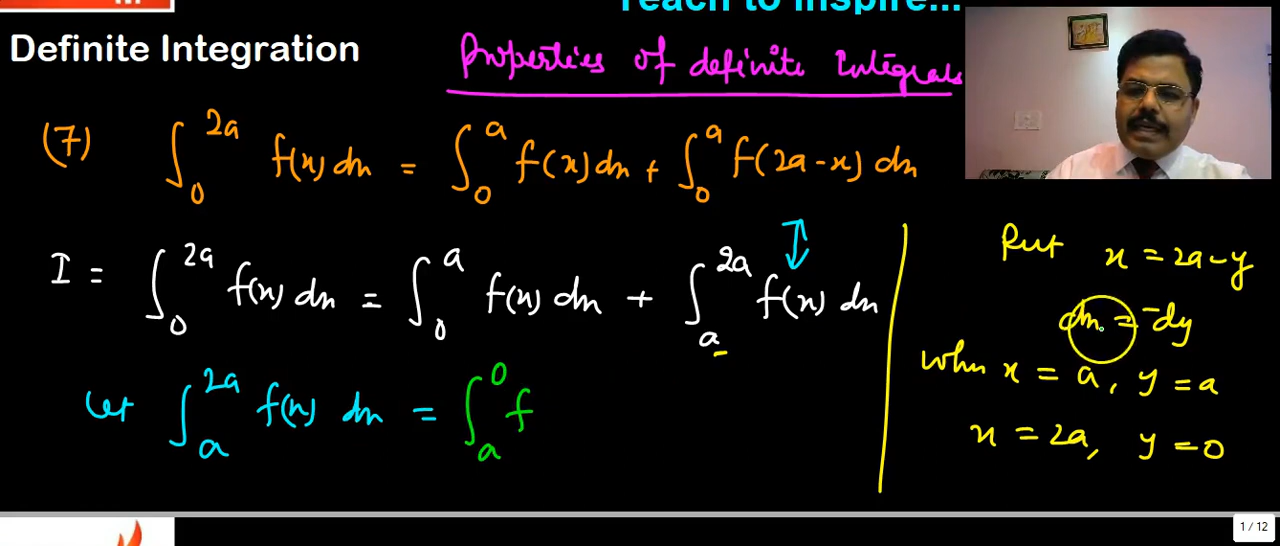 Teach to Inspire...
Definite Integration
Properties of definite Integrals
(7) ∫₀^{2a} f(x) dx = ∫₀^{a} f(x) dx + ∫₀^{a} f(2a-x) dx
I = ∫₀^{2a} f(x) dx = ∫₀^{a} f(x) dx + ∫ₐ^{2a} f(x) dx
Let ∫ₐ^{2a} f(x) dx = ∫ₐ^{0} f
Put x = 2a-y
dx = -dy
When x = a, y = a
x = 2a, y = 0
1 / 12